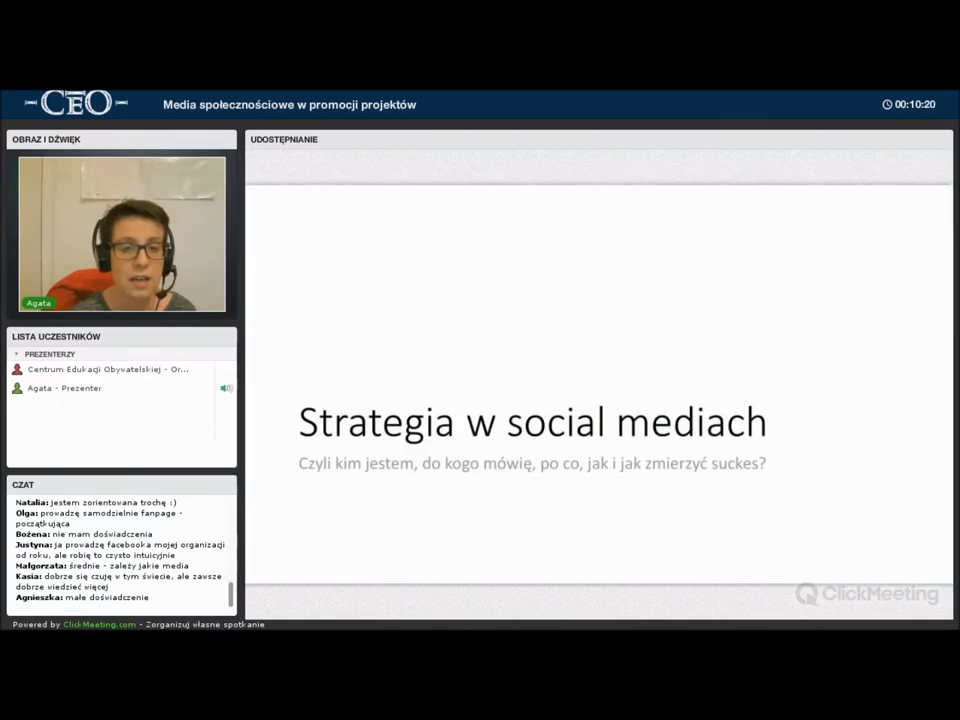 CEO
Media społecznościowe w promocji projektów
00:10:20
OBRAZ I DŹWIĘK
Agata
LISTA UCZESTNIKÓW
PREZENTERZY
Centrum Edukacji Obywatelskiej - Or...
Agata - Prezenter
CZAT
Natalia: jestem zorientowana trochę :)
Olga: prowadzę samodzielnie fanpage -
początkująca
Bożena: nie mam doświadczenia
Justyna: ja prowadzę facebooka mojej organizacji
od roku, ale robię to czysto intuicyjnie
Małgorzata: średnie - zależy jakie media
Kasia: dobrze się czuję w tym świecie, ale zawsze
dobrze wiedzieć więcej
Agnieszka: małe doświadczenie
UDOSTĘPNIANIE
Strategia w social mediach
Czyli kim jestem, do kogo mówię, po co, jak i jak zmierzyć suckes?
ClickMeeting
Powered by ClickMeeting.com - Zorganizuj własne spotkanie